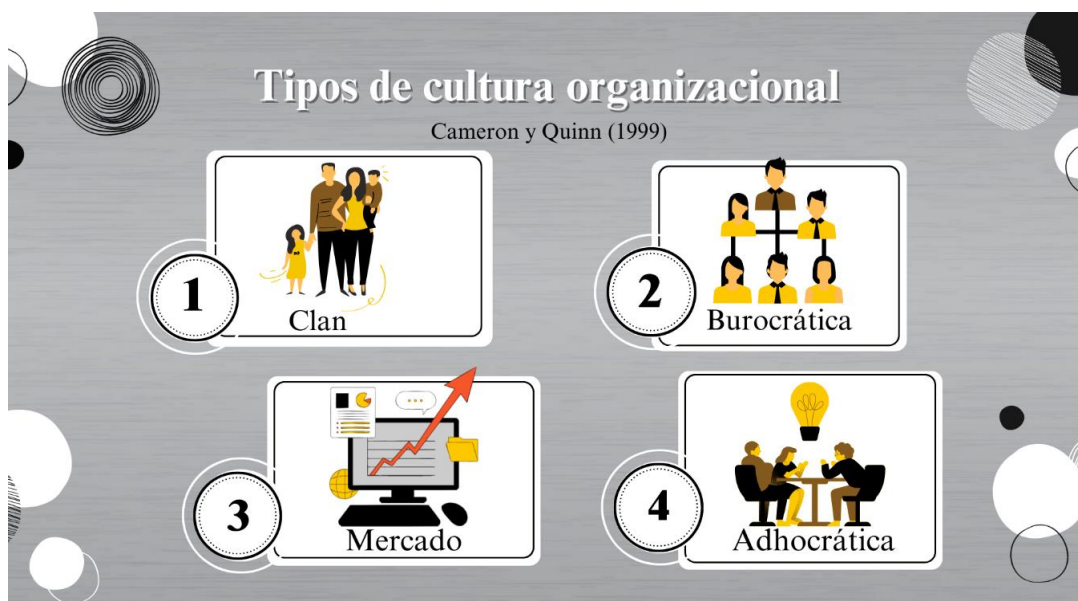 Tipos de cultura organizacional
Cameron y Quinn (1999)
1
Clan
2
Burocrática
3
Mercado
4
Adhocrática